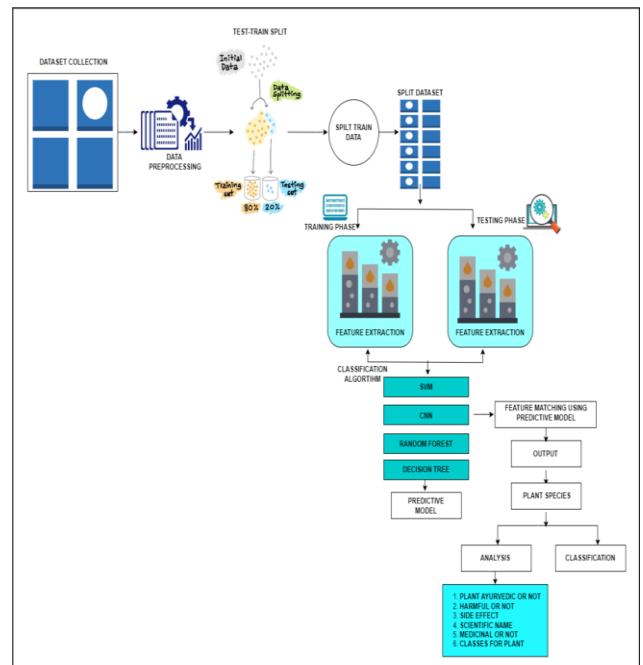 TEST-TRAIN SPLIT
DATASET COLLECTION
Initial
Data
Data
Splitting
SPLIT DATASET
SPILT TRAIN
DATA
DATA
PREPROCESSING
Training
set
Testing
set
80%
20%
TRAINING PHASE
TESTING PHASE
FEATURE EXTRACTION
FEATURE EXTRACTION
CLASSIFICATION
ALGORTIHM
SVM
CNN
FEATURE MATCHING USING
PREDICTIVE MODEL
RANDOM FOREST
OUTPUT
DECISION TREE
PLANT SPECIES
PREDICTIVE
MODEL
ANALYSIS
CLASSIFICATION
1. PLANT AYURVEDIC OR NOT
2. HARMFUL OR NOT
3. SIDE EFFECT
4. SCIENTIFIC NAME
5. MEDICINAL OR NOT
6. CLASSES FOR PLANT